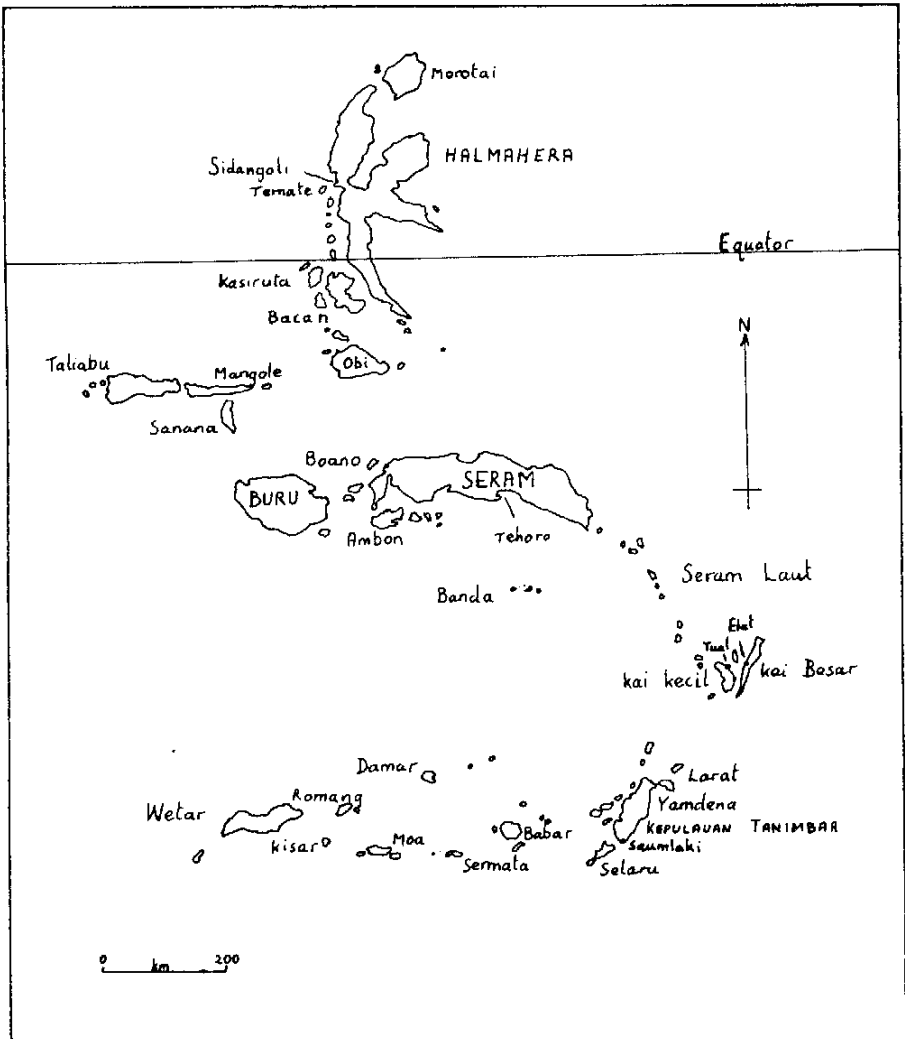 Morotai
HALMAHERA
Sidangoli
Ternate
Equator
Kasiruta
Bacan
N
Obi
Taliabu
Mangole
Sanana
Boano
SERAM
BURU
Ambon
Tehoro
Seram Laut
Banda
Elat
Tual
kai kecil
kai Besar
Damar
Larat
Romang
Yamdena
Wetar
KEPULAUAN TANIMBAR
Babar
Saumlaki
kisar
Moa
Sermata
Selaru
0 km 200